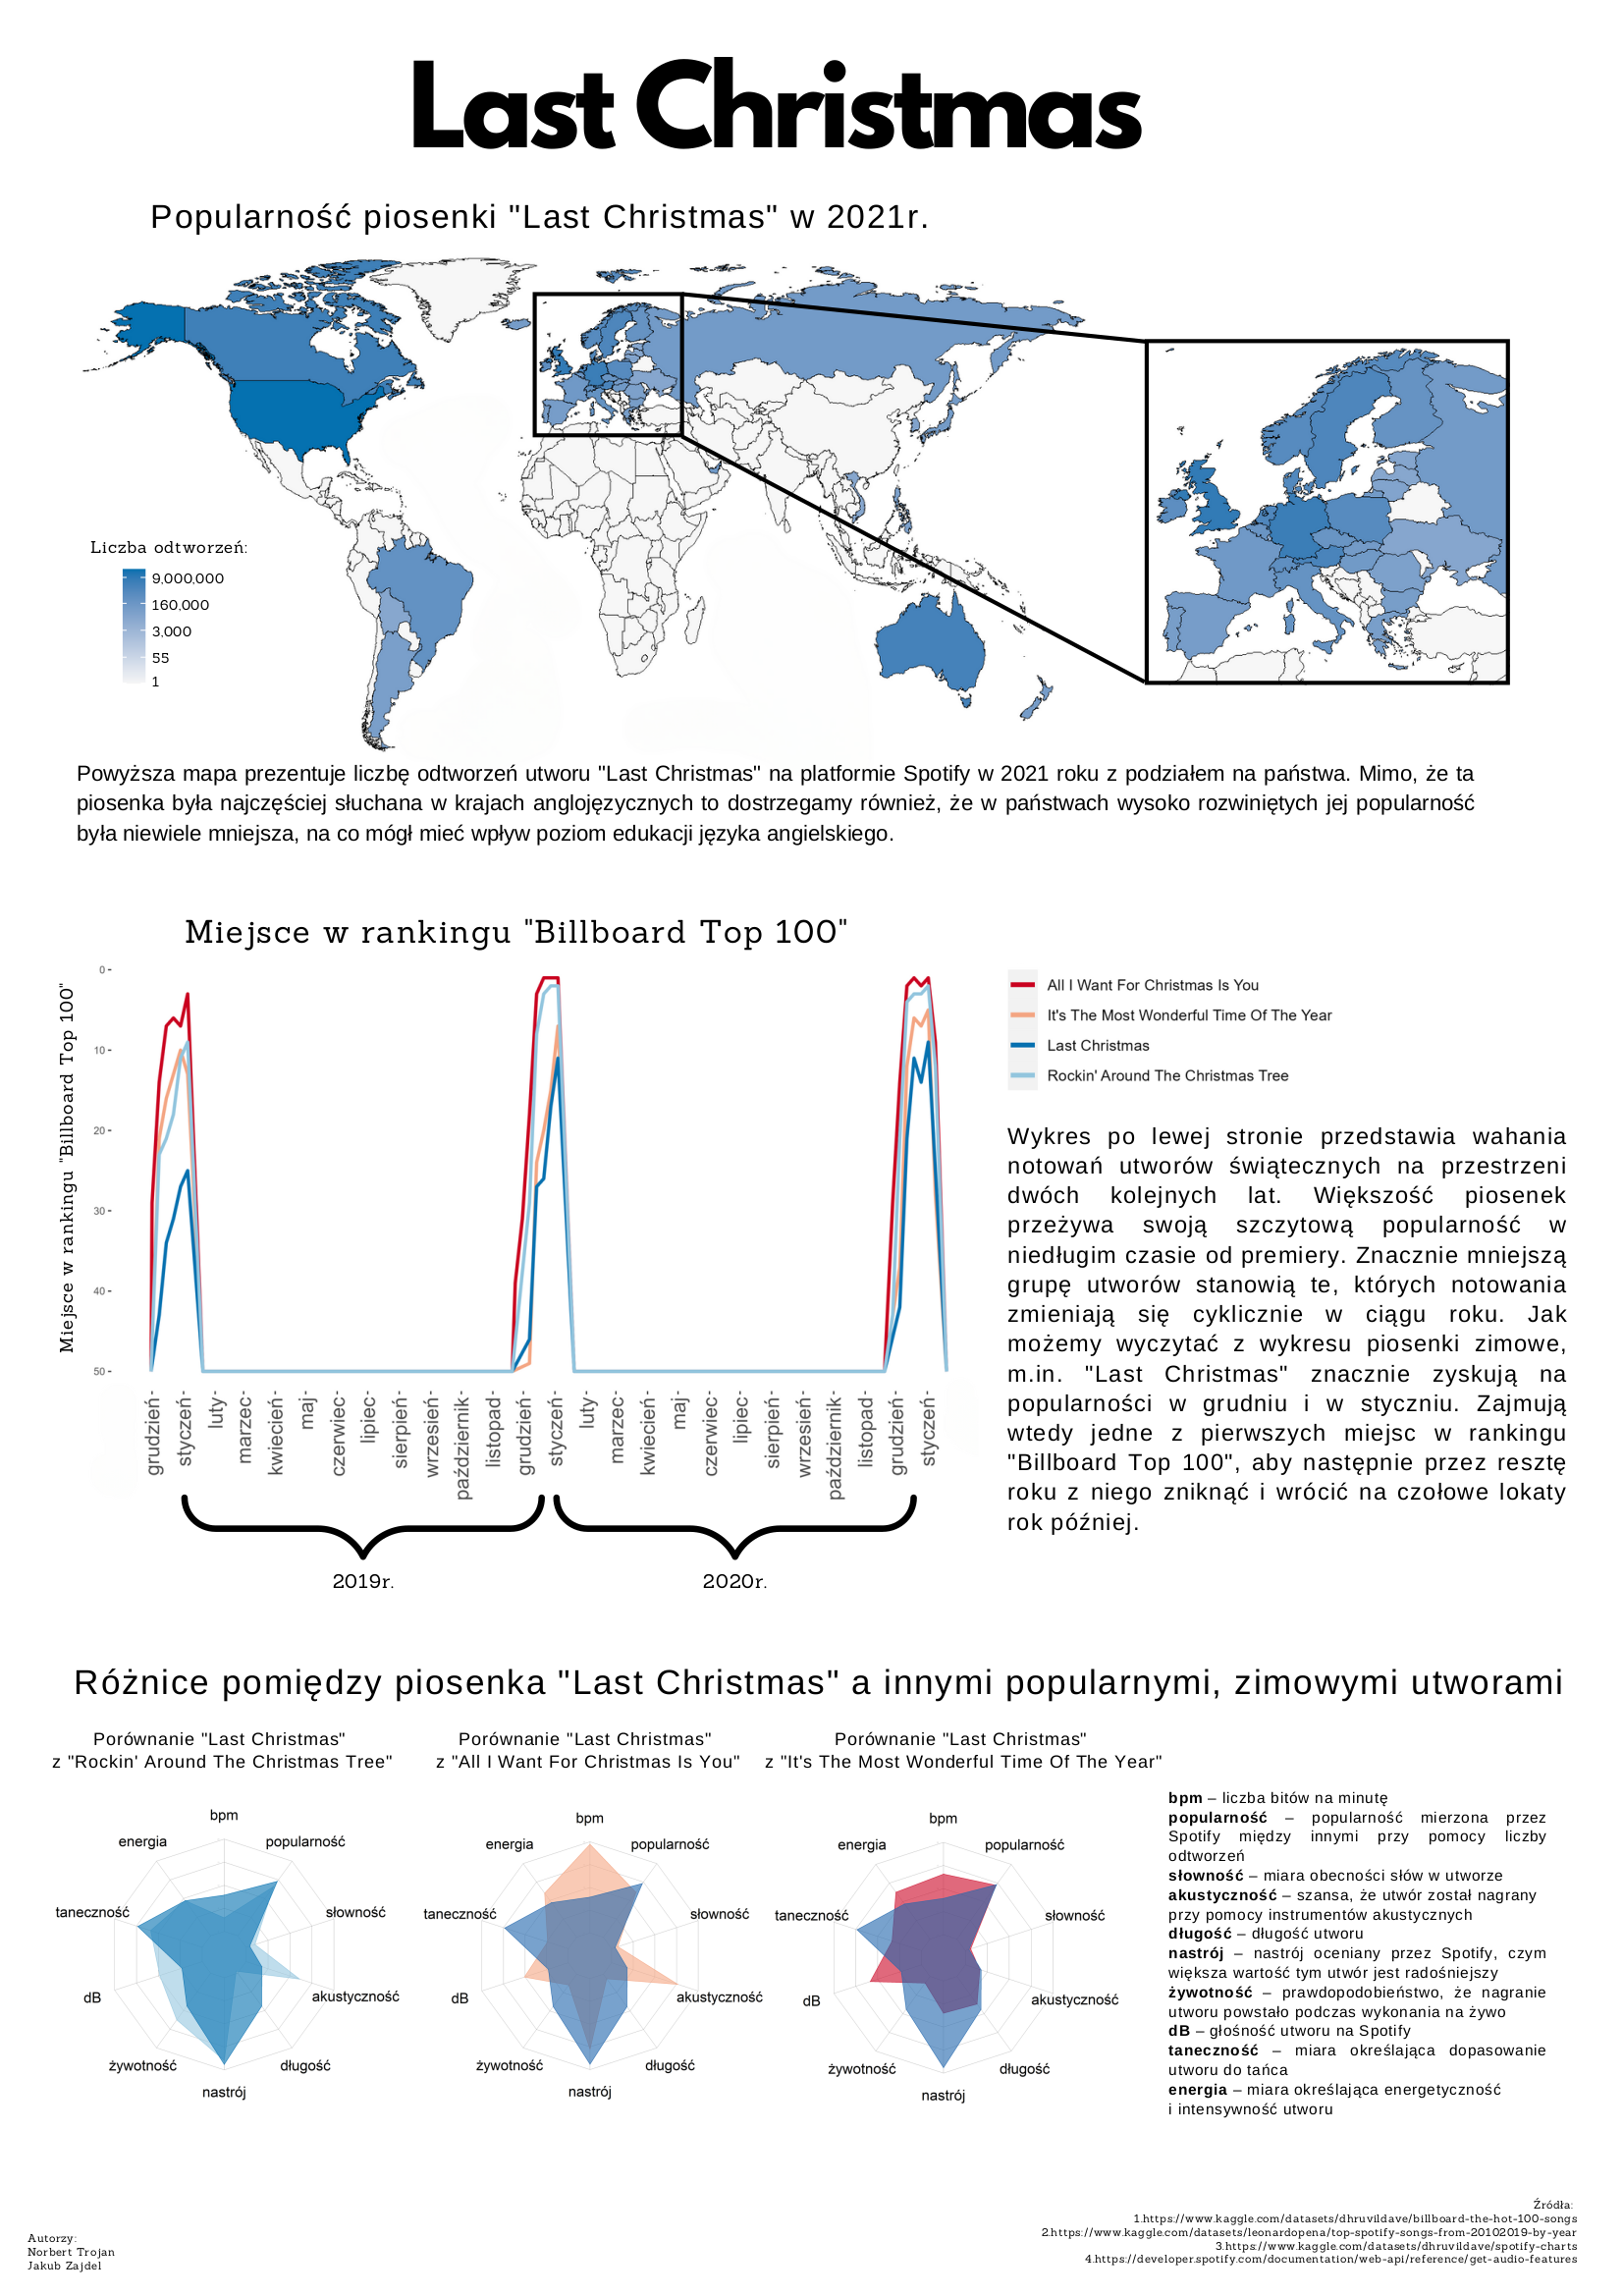 Last Christmas
Popularność piosenki "Last Christmas" w 2021r.
Liczba odtworzeń:
9,000,000
160,000
3,000
55
1
Powyższa mapa prezentuje liczbę odtworzeń utworu "Last Christmas" na platformie Spotify w 2021 roku z podziałem na państwa. Mimo, że ta
piosenka była najczęściej słuchana w krajach anglojęzycznych to dostrzegamy również, że w państwach wysoko rozwiniętych jej popularność
była niewiele mniejsza, na co mógł mieć wpływ poziom edukacji języka angielskiego.
Miejsce w rankingu "Billboard Top 100"
Miejsce w rankingu "Billboard Top 100"
0
10
20
30
40
50
grudzień
styczeń
luty
marzec
kwiecień
maj
czerwiec
lipiec
sierpień
wrzesień
październik
listopad
grudzień
styczeń
luty
marzec
kwiecień
maj
czerwiec
lipiec
sierpień
wrzesień
październik
listopad
grudzień
styczeń
2019r.
2020r.
All I Want For Christmas Is You
It's The Most Wonderful Time Of The Year
Last Christmas
Rockin' Around The Christmas Tree
Wykres po lewej stronie przedstawia wahania
notowań utworów świątecznych na przestrzeni
dwóch kolejnych lat. Większość piosenek
przeżywa swoją szczytową popularność w
niedługim czasie od premiery. Znacznie mniejszą
grupę utworów stanowią te, których notowania
zmieniają się cyklicznie w ciągu roku. Jak
możemy wyczytać z wykresu piosenki zimowe,
m.in. "Last Christmas" znacznie zyskują na
popularności w grudniu i w styczniu. Zajmują
wtedy jedne z pierwszych miejsc w rankingu
"Billboard Top 100", aby następnie przez resztę
roku z niego zniknąć i wrócić na czołowe lokaty
rok później.
Różnice pomiędzy piosenka "Last Christmas" a innymi popularnymi, zimowymi utworami
Porównanie "Last Christmas"
z "Rockin' Around The Christmas Tree"
bpm
popularność
słowność
akustyczność
długość
nastrój
żywotność
dB
taneczność
energia
Porównanie "Last Christmas"
z "All I Want For Christmas Is You"
bpm
popularność
słowność
akustyczność
długość
nastrój
żywotność
dB
taneczność
energia
Porównanie "Last Christmas"
z "It's The Most Wonderful Time Of The Year"
bpm
popularność
słowność
akustyczność
długość
nastrój
żywotność
dB
taneczność
energia
bpm – liczba bitów na minutę
popularność – popularność mierzona przez
Spotify między innymi przy pomocy liczby
odtworzeń
słowność – miara obecności słów w utworze
akustyczność – szansa, że utwór został nagrany
przy pomocy instrumentów akustycznych
długość – długość utworu
nastrój – nastrój oceniany przez Spotify, czym
większa wartość tym utwór jest radośniejszy
żywotność – prawdopodobieństwo, że nagranie
utworu powstało podczas wykonania na żywo
dB – głośność utworu na Spotify
taneczność – miara określająca dopasowanie
utworu do tańca
energia – miara określająca energetyczność
i intensywność utworu
Autorzy:
Norbert Trojan
Jakub Zajdel
Źródła:
1.https://www.kaggle.com/datasets/dhruvildave/billboard-the-hot-100-songs
2.https://www.kaggle.com/datasets/leonardopena/top-spotify-songs-from-20102019-by-year
3.https://www.kaggle.com/datasets/dhruvildave/spotify-charts
4.https://developer.spotify.com/documentation/web-api/reference/get-audio-features